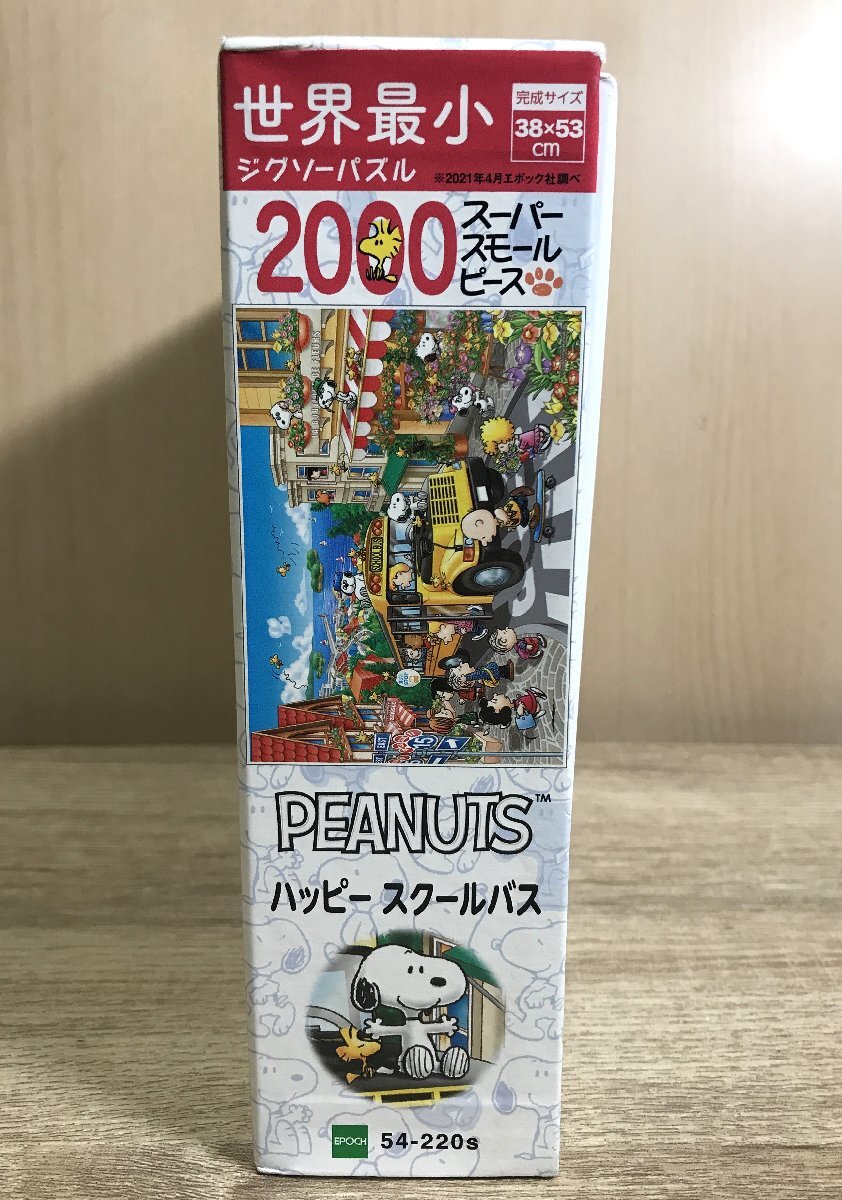 世界最小
ジグソーパズル
完成サイズ
38×53
cm
※2021年4月エポック社調べ
2000
スーパー
スモール
ピース
SCHOOL BUS
PEANUTS™
ハッピー スクールバス
EPOCH
54-220s